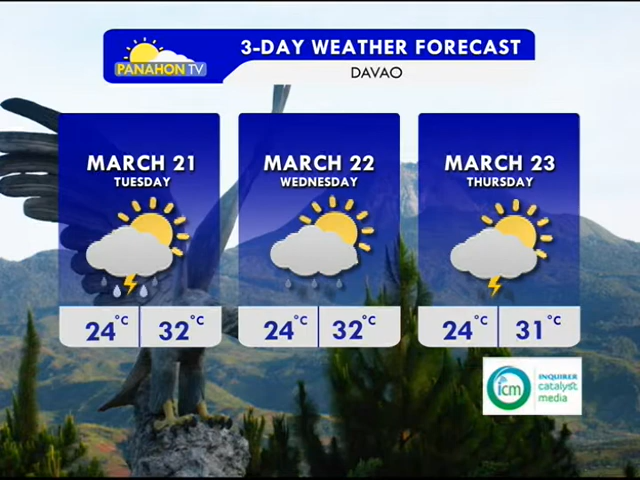 PANAHON TV
3-DAY WEATHER FORECAST
DAVAO
MARCH 21
TUESDAY
24°C 32°C
MARCH 22
WEDNESDAY
24°C 32°C
MARCH 23
THURSDAY
24°C 31°C
icm
INQUIRER
catalyst
media